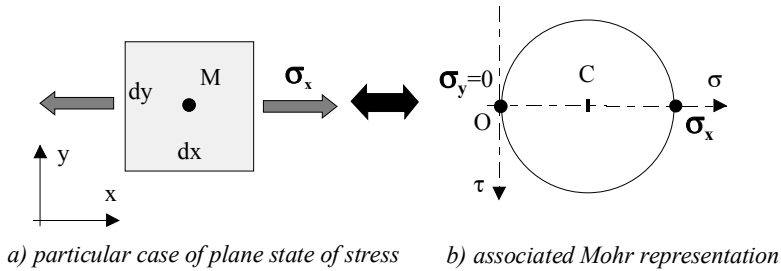 M
dy
σx
dx
y
x
σy=0
C
σ
O
σx
τ
a) particular case of plane state of stress
b) associated Mohr representation